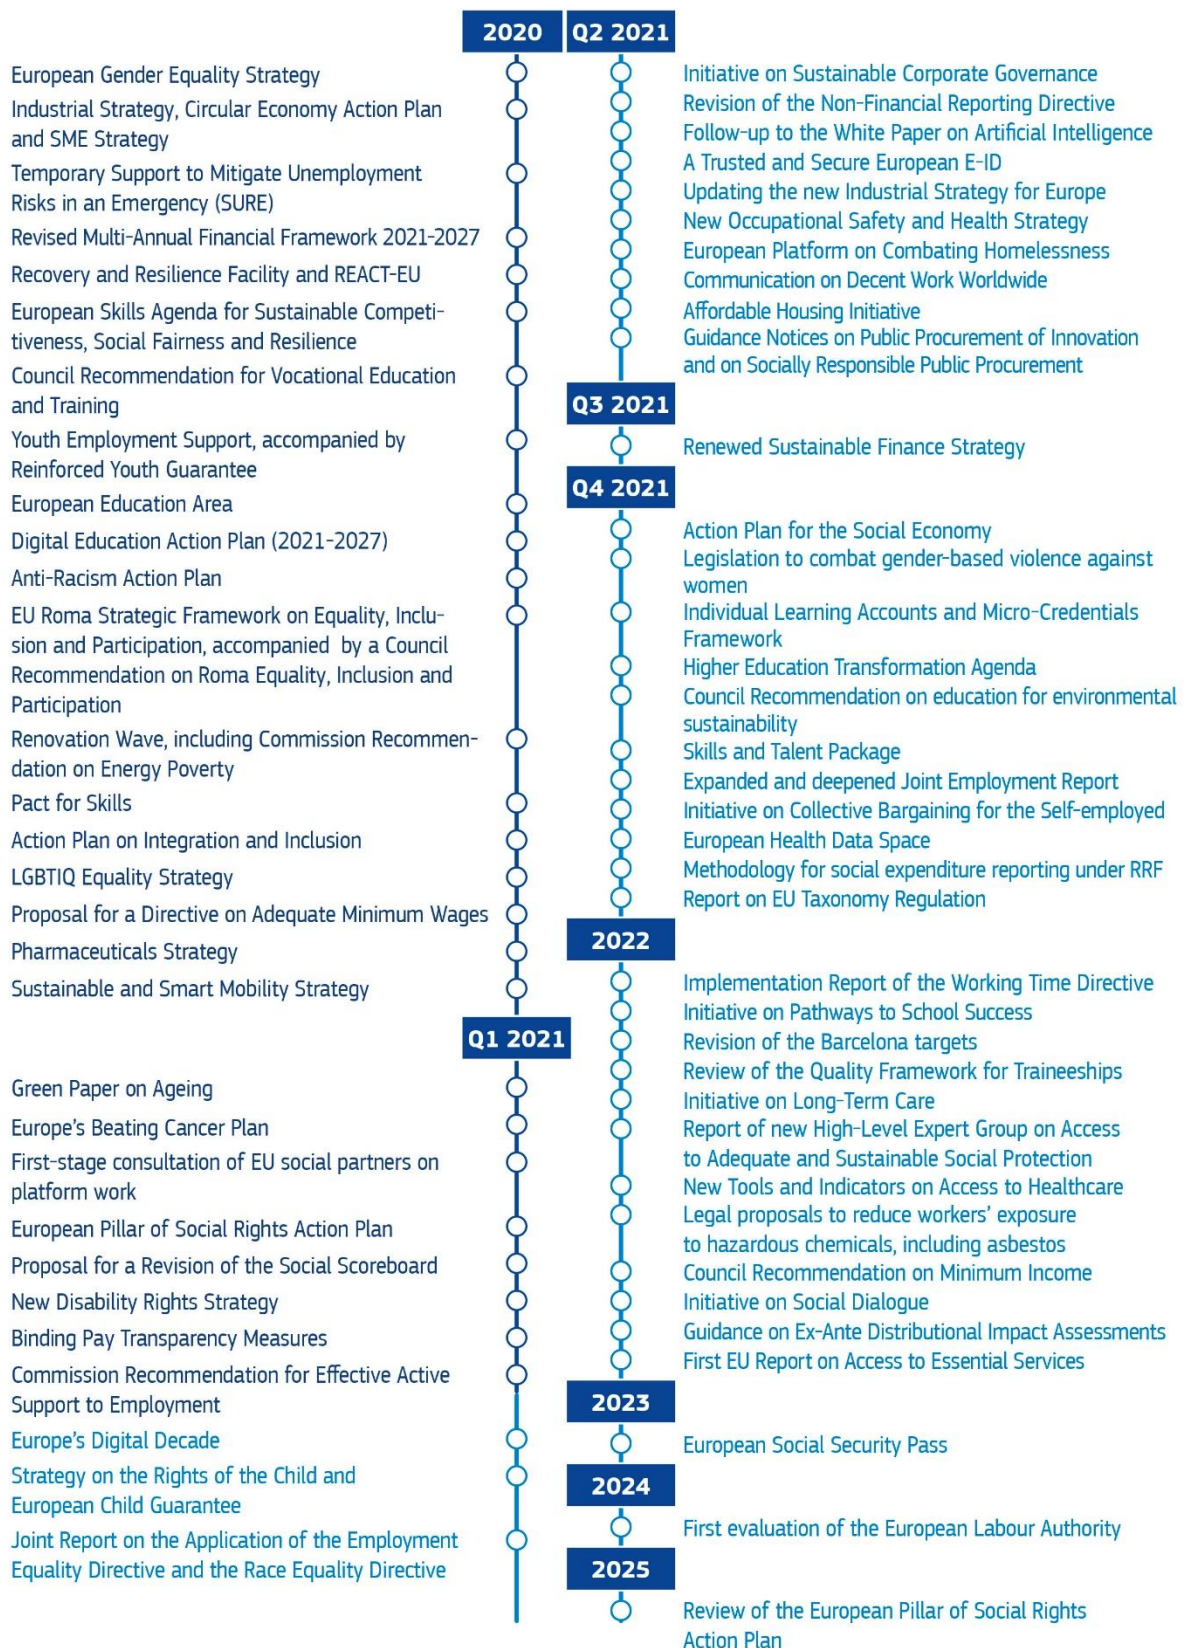 2020
European Gender Equality Strategy
Industrial Strategy, Circular Economy Action Plan
and SME Strategy
Temporary Support to Mitigate Unemployment
Risks in an Emergency (SURE)
Revised Multi-Annual Financial Framework 2021-2027
Recovery and Resilience Facility and REACT-EU
European Skills Agenda for Sustainable Competi-
tiveness, Social Fairness and Resilience
Council Recommendation for Vocational Education
and Training
Youth Employment Support, accompanied by
Reinforced Youth Guarantee
European Education Area
Digital Education Action Plan (2021-2027)
Anti-Racism Action Plan
EU Roma Strategic Framework on Equality, Inclu-
sion and Participation, accompanied by a Council
Recommendation on Roma Equality, Inclusion and
Participation
Renovation Wave, including Commission Recommen-
dation on Energy Poverty
Pact for Skills
Action Plan on Integration and Inclusion
LGBTIQ Equality Strategy
Proposal for a Directive on Adequate Minimum Wages
Pharmaceuticals Strategy
Sustainable and Smart Mobility Strategy
Q1 2021
Green Paper on Ageing
Europe's Beating Cancer Plan
First-stage consultation of EU social partners on
platform work
European Pillar of Social Rights Action Plan
Proposal for a Revision of the Social Scoreboard
New Disability Rights Strategy
Binding Pay Transparency Measures
Commission Recommendation for Effective Active
Support to Employment
Europe's Digital Decade
Strategy on the Rights of the Child and
European Child Guarantee
Joint Report on the Application of the Employment
Equality Directive and the Race Equality Directive
Q2 2021
Initiative on Sustainable Corporate Governance
Revision of the Non-Financial Reporting Directive
Follow-up to the White Paper on Artificial Intelligence
A Trusted and Secure European E-ID
Updating the new Industrial Strategy for Europe
New Occupational Safety and Health Strategy
European Platform on Combating Homelessness
Communication on Decent Work Worldwide
Affordable Housing Initiative
Guidance Notices on Public Procurement of Innovation
and on Socially Responsible Public Procurement
Q3 2021
Renewed Sustainable Finance Strategy
Q4 2021
Action Plan for the Social Economy
Legislation to combat gender-based violence against
women
Individual Learning Accounts and Micro-Credentials
Framework
Higher Education Transformation Agenda
Council Recommendation on education for environmental
sustainability
Skills and Talent Package
Expanded and deepened Joint Employment Report
Initiative on Collective Bargaining for the Self-employed
European Health Data Space
Methodology for social expenditure reporting under RRF
Report on EU Taxonomy Regulation
2022
Implementation Report of the Working Time Directive
Initiative on Pathways to School Success
Revision of the Barcelona targets
Review of the Quality Framework for Traineeships
Initiative on Long-Term Care
Report of new High-Level Expert Group on Access
to Adequate and Sustainable Social Protection
New Tools and Indicators on Access to Healthcare
Legal proposals to reduce workers' exposure
to hazardous chemicals, including asbestos
Council Recommendation on Minimum Income
Initiative on Social Dialogue
Guidance on Ex-Ante Distributional Impact Assessments
First EU Report on Access to Essential Services
2023
European Social Security Pass
2024
First evaluation of the European Labour Authority
2025
Review of the European Pillar of Social Rights
Action Plan